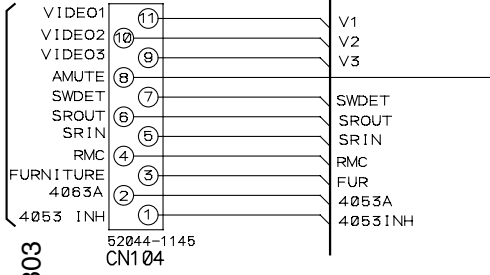 VIDEO1 11 V1
VIDEO2 10 V2
VIDEO3 9 V3
AMUTE 8
SWDET 7 SWDET
SROUT 6 SROUT
SRIN 5 SRIN
RMC 4 RMC
FURNITURE 3 FUR
4063A 2 4053A
4053 INH 1 4053INH
52044-1145
CN104
803